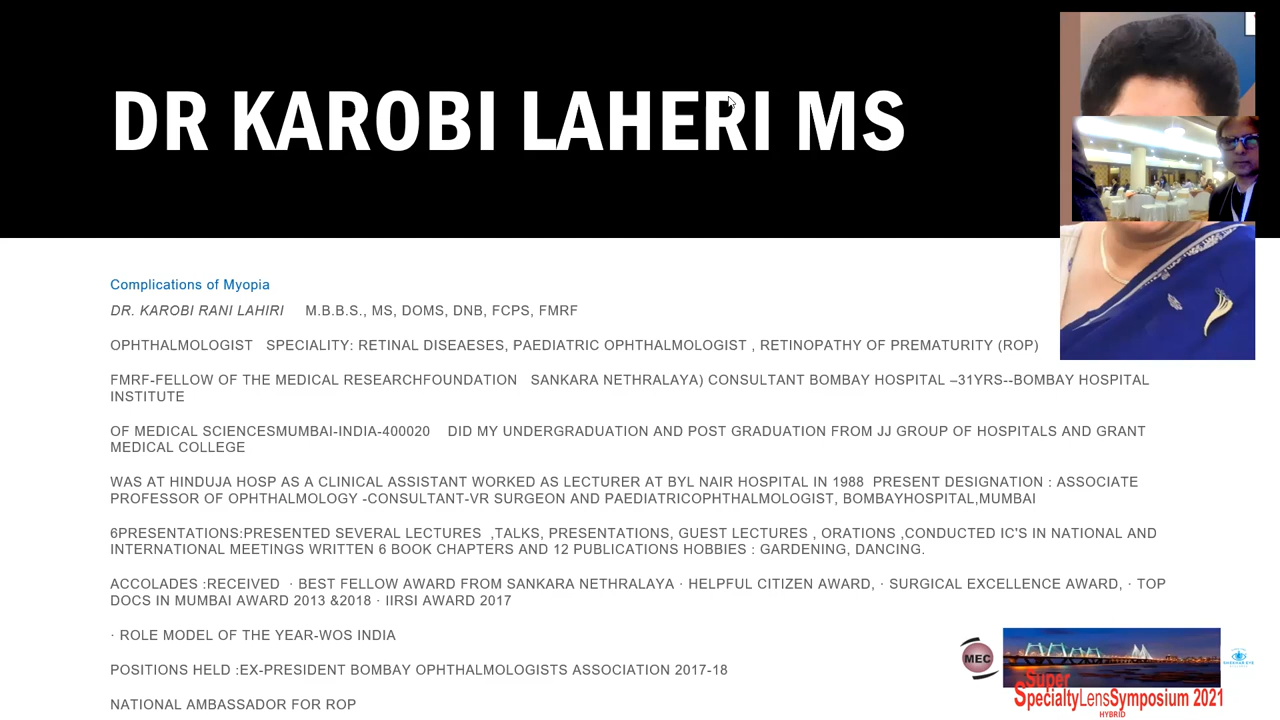 DR KAROBI LAHERI MS
Complications of Myopia
DR. KAROBI RANI LAHIRI M.B.B.S., MS, DOMS, DNB, FCPS, FMRF
OPHTHALMOLOGIST SPECIALITY: RETINAL DISEAESES, PAEDIATRIC OPHTHALMOLOGIST , RETINOPATHY OF PREMATURITY (ROP)
FMRF-FELLOW OF THE MEDICAL RESEARCHFOUNDATION SANKARA NETHRALAYA) CONSULTANT BOMBAY HOSPITAL –31YRS--BOMBAY HOSPITAL
INSTITUTE
OF MEDICAL SCIENCESMUMBAI-INDIA-400020 DID MY UNDERGRADUATION AND POST GRADUATION FROM JJ GROUP OF HOSPITALS AND GRANT
MEDICAL COLLEGE
WAS AT HINDUJA HOSP AS A CLINICAL ASSISTANT WORKED AS LECTURER AT BYL NAIR HOSPITAL IN 1988 PRESENT DESIGNATION : ASSOCIATE
PROFESSOR OF OPHTHALMOLOGY -CONSULTANT-VR SURGEON AND PAEDIATRICOPHTHALMOLOGIST, BOMBAYHOSPITAL,MUMBAI
6PRESENTATIONS:PRESENTED SEVERAL LECTURES ,TALKS, PRESENTATIONS, GUEST LECTURES , ORATIONS ,CONDUCTED IC'S IN NATIONAL AND
INTERNATIONAL MEETINGS WRITTEN 6 BOOK CHAPTERS AND 12 PUBLICATIONS HOBBIES : GARDENING, DANCING.
ACCOLADES :RECEIVED · BEST FELLOW AWARD FROM SANKARA NETHRALAYA · HELPFUL CITIZEN AWARD, · SURGICAL EXCELLENCE AWARD, · TOP
DOCS IN MUMBAI AWARD 2013 &2018 · IIRSI AWARD 2017
· ROLE MODEL OF THE YEAR-WOS INDIA
POSITIONS HELD :EX-PRESIDENT BOMBAY OPHTHALMOLOGISTS ASSOCIATION 2017-18
NATIONAL AMBASSADOR FOR ROP
MEC
Super
SpecialtyLensSymposium 2021
HYBRID